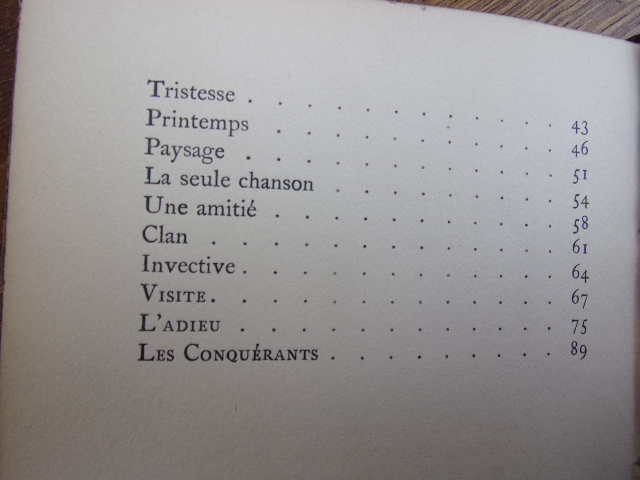 Tristesse . . . . . . . . . . 43
Printemps . . . . . . . . . . 46
Paysage . . . . . . . . . . . 51
La seule chanson . . . . . . . . 54
Une amitié . . . . . . . . . . 58
Clan . . . . . . . . . . . . 61
Invective . . . . . . . . . . . 64
VISITE . . . . . . . . . . . . 67
L'ADIEU . . . . . . . . . . . 75
LES CONQUÉRANTS . . . . . . . . 89